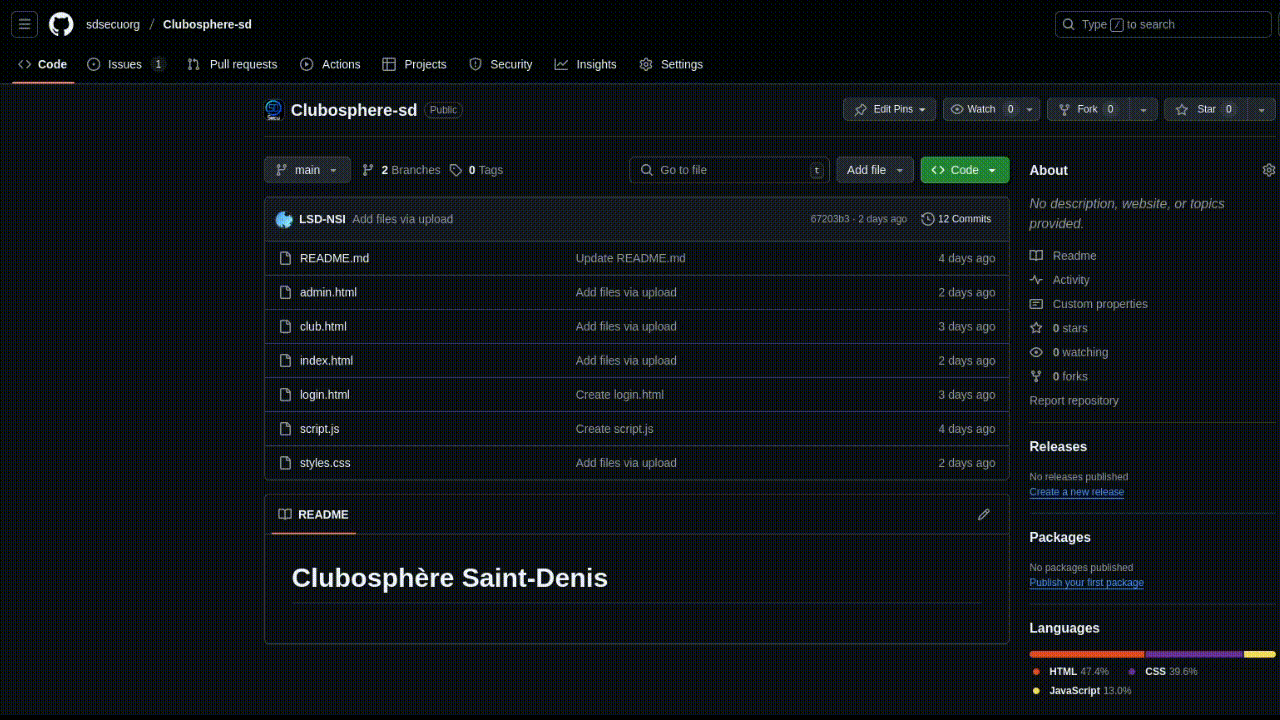 sdsecuorg / Clubosphere-sd
Type / to search
Code Issues 1 Pull requests Actions Projects Security Insights Settings
Clubosphere-sd Public
Edit Pins Watch 0 Fork 0 Star 0
main 2 Branches 0 Tags Go to file t Add file Code
LSD-NSI Add files via upload 67203b3 · 2 days ago 12 Commits
README.md Update README.md 4 days ago
admin.html Add files via upload 2 days ago
club.html Add files via upload 3 days ago
index.html Add files via upload 2 days ago
login.html Create login.html 3 days ago
script.js Create script.js 4 days ago
styles.css Add files via upload 2 days ago
README
Clubosphère Saint-Denis
About
No description, website, or topics
provided.
Readme
Activity
Custom properties
0 stars
0 watching
0 forks
Report repository
Releases
No releases published
Create a new release
Packages
No packages published
Publish your first package
Languages
HTML 47.4% CSS 39.6%
JavaScript 13.0%